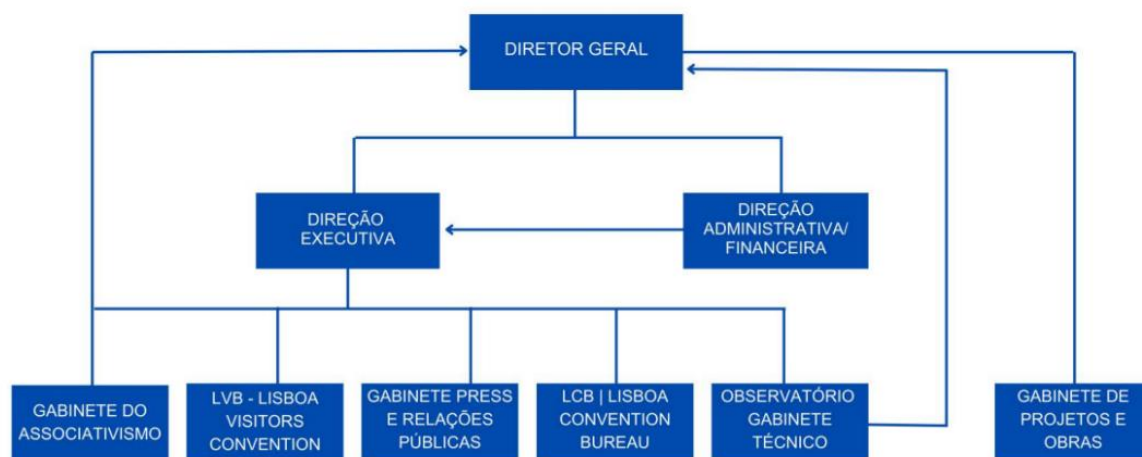 DIRETOR GERAL
DIREÇÃO
EXECUTIVA
DIREÇÃO
ADMINISTRATIVA/
FINANCEIRA
GABINETE DO
ASSOCIATIVISMO
LVB - LISBOA
VISITORS
CONVENTION
GABINETE PRESS
E RELAÇÕES
PÚBLICAS
LCB | LISBOA
CONVENTION
BUREAU
OBSERVATÓRIO
GABINETE
TÉCNICO
GABINETE DE
PROJETOS E
OBRAS